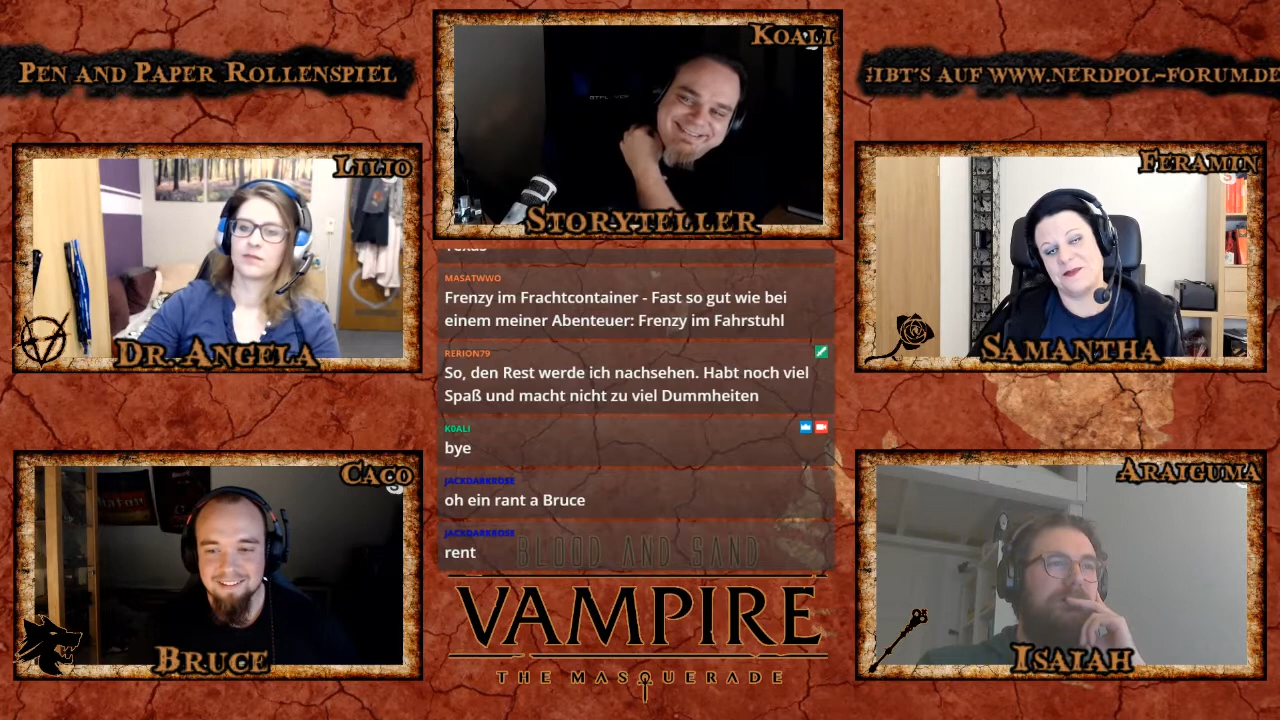 PEN AND PAPER ROLLENSPIEL
KOALI
IBT'S AUF WWW.NERDPOL-FORUM.DE
STORYTELLER
LILIO
DR. ANGELA
FERAMIN
SAMANTHA
Texas
MASATWWO
Frenzy im Frachtcontainer - Fast so gut wie bei
einem meiner Abenteuer: Frenzy im Fahrstuhl
RERION79
So, den Rest werde ich nachsehen. Habt noch viel
Spaß und macht nicht zu viel Dummheiten
K0ALI
bye
JACKDARKROSE
oh ein rant a Bruce
JACKDARKROSE
rent
CACO
BRUCE
ARAIGUMA
ISAIAH
BLOOD AND SAND
VAMPIRE
THE MASQUERADE